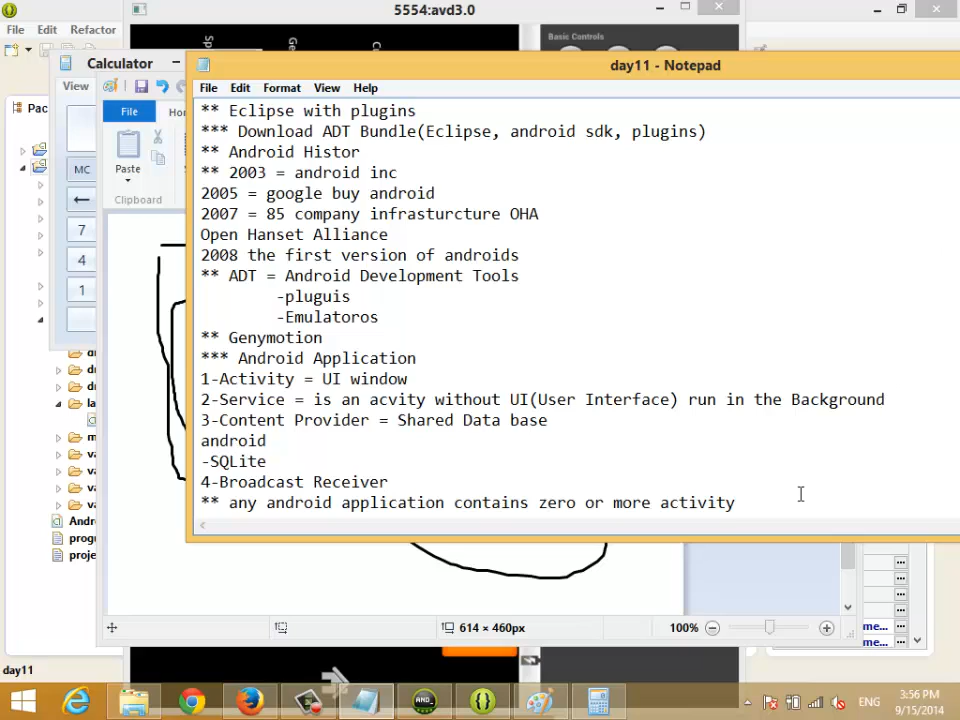 5554:avd3.0
File Edit Refactor
Basic Controls
Calculator
day11 - Notepad
View
File
Edit
Format
View
Help
File
Paste
Clipboard
MC
7
4
1
** Eclipse with plugins
*** Download ADT Bundle(Eclipse, android sdk, plugins)
** Android Histor
** 2003 = android inc
2005 = google buy android
2007 = 85 company infrasturcture OHA
Open Hanset Alliance
2008 the first version of androids
** ADT = Android Development Tools
-pluguis
-Emulatoros
** Genymotion
*** Android Application
1-Activity = UI window
2-Service = is an acvity without UI(User Interface) run in the Background
3-Content Provider = Shared Data base
android
-SQLite
4-Broadcast Receiver
** any android application contains zero or more activity
614 × 460px
100%
me...
me...
day11
ENG
3:56 PM
9/15/2014